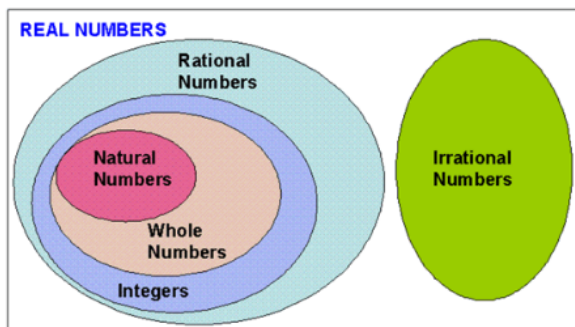 REAL NUMBERS
Rational
Numbers
Natural
Numbers
Whole
Numbers
Integers
Irrational
Numbers